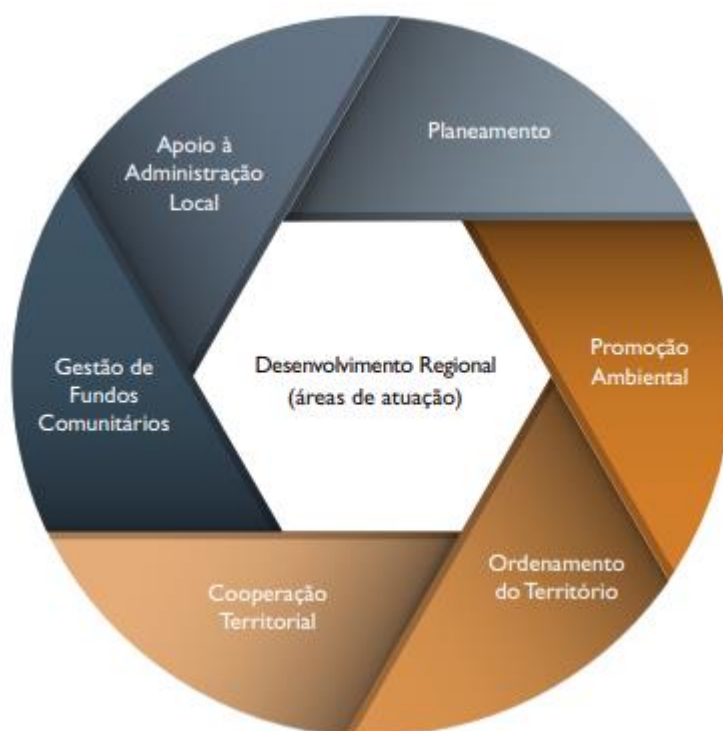 Planeamento
Promoção
Ambiental
Ordenamento
do Território
Cooperação
Territorial
Gestão de
Fundos
Comunitários
Apoio à
Administração
Local
Desenvolvimento Regional
(áreas de atuação)